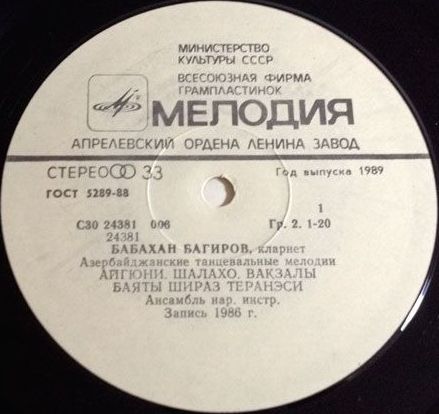 МИНИСТЕРСТВО
КУЛЬТУРЫ СССР
ВСЕСОЮЗНАЯ ФИРМА
ГРАМПЛАСТИНОК
МЕЛОДИЯ
АПРЕЛЕВСКИЙ ОРДЕНА ЛЕНИНА ЗАВОД
СТЕРЕО 33 Год выпуска 1989
ГОСТ 5289-88
1
С30 24381 006 Гр. 2. 1-20
24381
БАБАХАН БАГИРОВ, кларнет
Азербайджанские танцевальные мелодии
АЙГЮНИ. ШАЛАХО. ВАКЗАЛЫ
БАЯТЫ ШИРАЗ ТЕРАНЭСИ
Ансамбль нар. инстр.
Запись 1986 г.